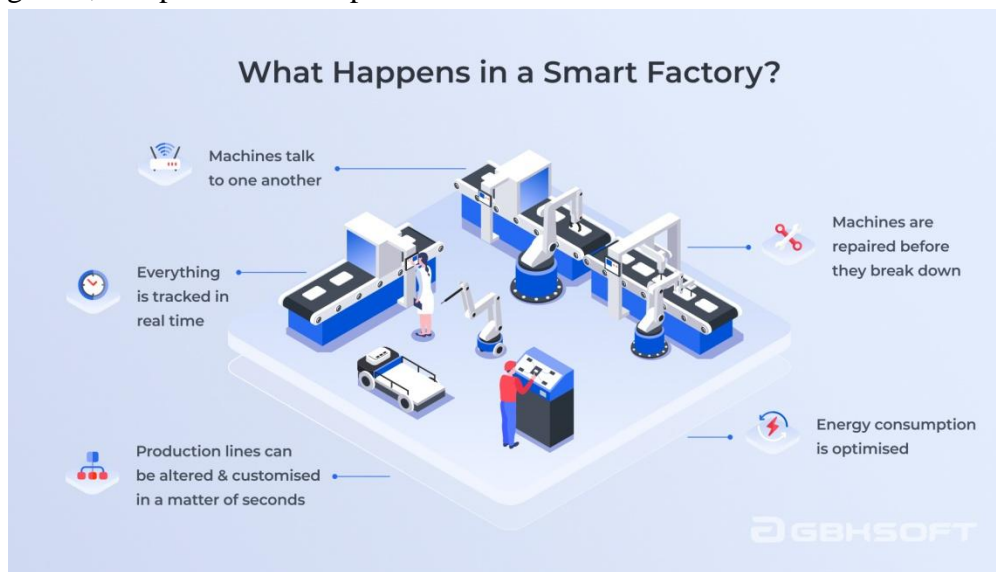 What Happens in a Smart Factory?
Machines talk
to one another
Machines are
repaired before
they break down
Everything
is tracked in
real time
Energy consumption
is optimised
Production lines can
be altered & customised
in a matter of seconds
GBHSOFT